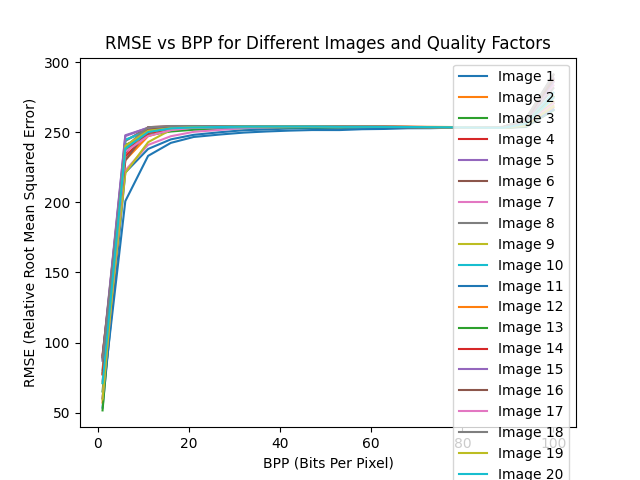 RMSE vs BPP for Different Images and Quality Factors
RMSE (Relative Root Mean Squared Error)
300
250
200
150
100
50
0
20
40
60
80
100
BPP (Bits Per Pixel)
Image 1
Image 2
Image 3
Image 4
Image 5
Image 6
Image 7
Image 8
Image 9
Image 10
Image 11
Image 12
Image 13
Image 14
Image 15
Image 16
Image 17
Image 18
Image 19
Image 20